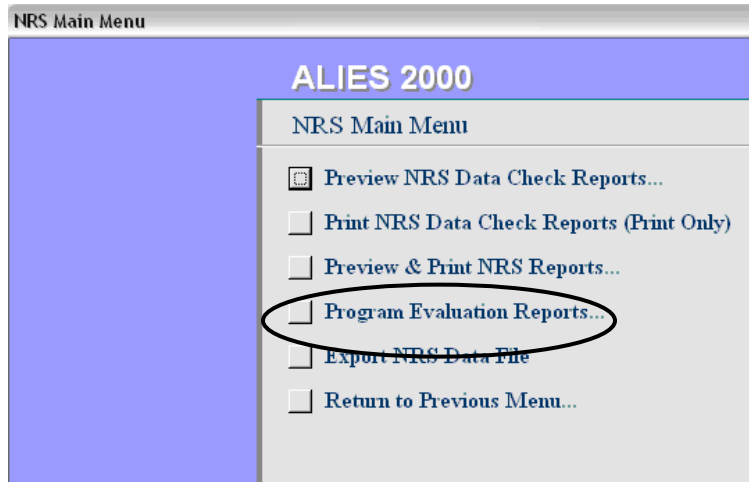 NRS Main Menu
ALIES 2000
NRS Main Menu
Preview NRS Data Check Reports...
Print NRS Data Check Reports (Print Only)
Preview & Print NRS Reports...
Program Evaluation Reports...
Export NRS Data File
Return to Previous Menu...